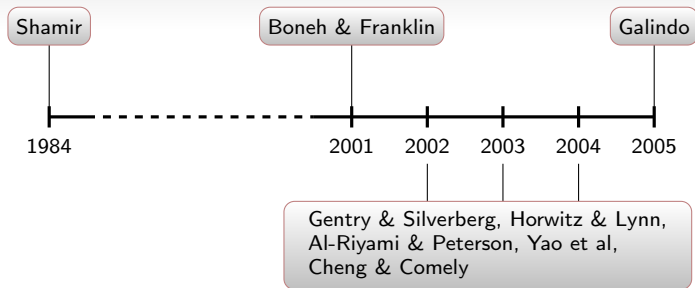 Shamir
Boneh & Franklin
Galindo
1984
2001
2002
2003
2004
2005
Gentry & Silverberg, Horwitz & Lynn,
Al-Riyami & Peterson, Yao et al,
Cheng & Comely